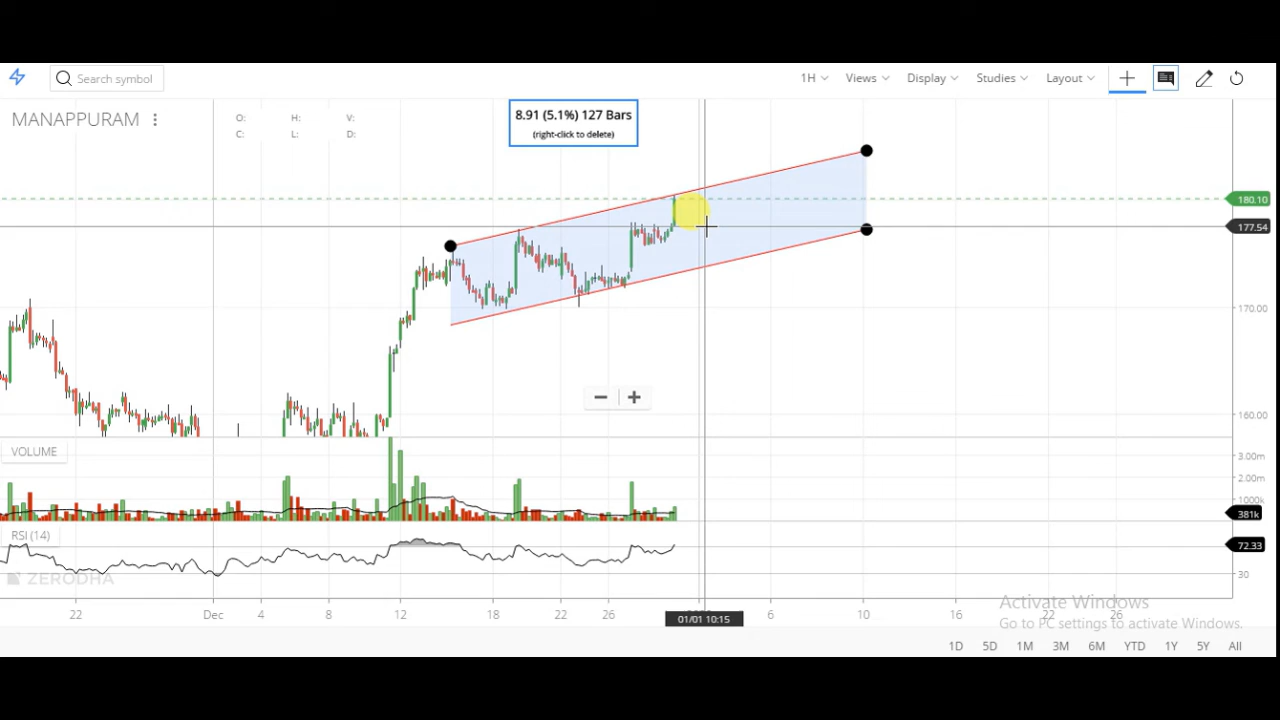 Search symbol
1H Views Display Studies Layout
MANAPPURAM
O: H: V:
C: L: D:
8.91 (5.1%) 127 Bars
(right-click to delete)
180.10
177.54
170.00
160.00
VOLUME
3.00m
2.00m
1000k
381k
RSI (14)
72.33
30
ZERODHA
22 Dec 4 8 12 18 22 26 6 10 16 22 26
01/01 10:15
Activate Windows
Go to PC settings to activate Windows.
1D 5D 1M 3M 6M YTD 1Y 5Y All